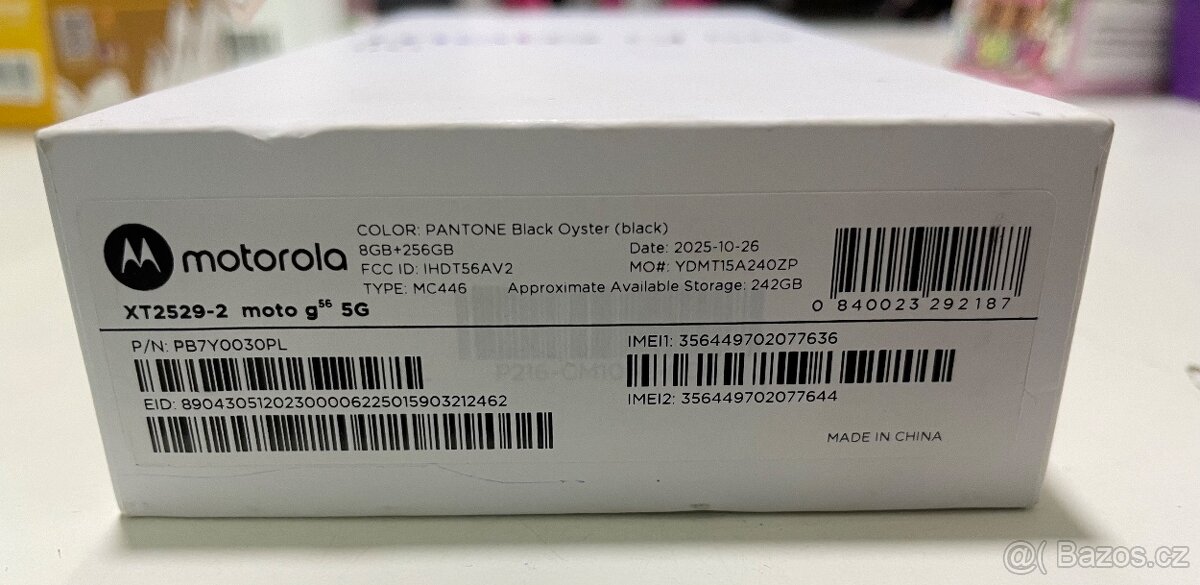 motorola
XT2529-2 moto g⁵⁶ 5G
COLOR: PANTONE Black Oyster (black)
8GB+256GB
FCC ID: IHDT56AV2
TYPE: MC446
Date: 2025-10-26
MO#: YDMT15A240ZP
Approximate Available Storage: 242GB
0 840023 292187
P/N: PB7Y0030PL
EID: 89043051202300006225015903212462
IMEI1: 356449702077636
IMEI2: 356449702077644
MADE IN CHINA
@( Bazos.cz